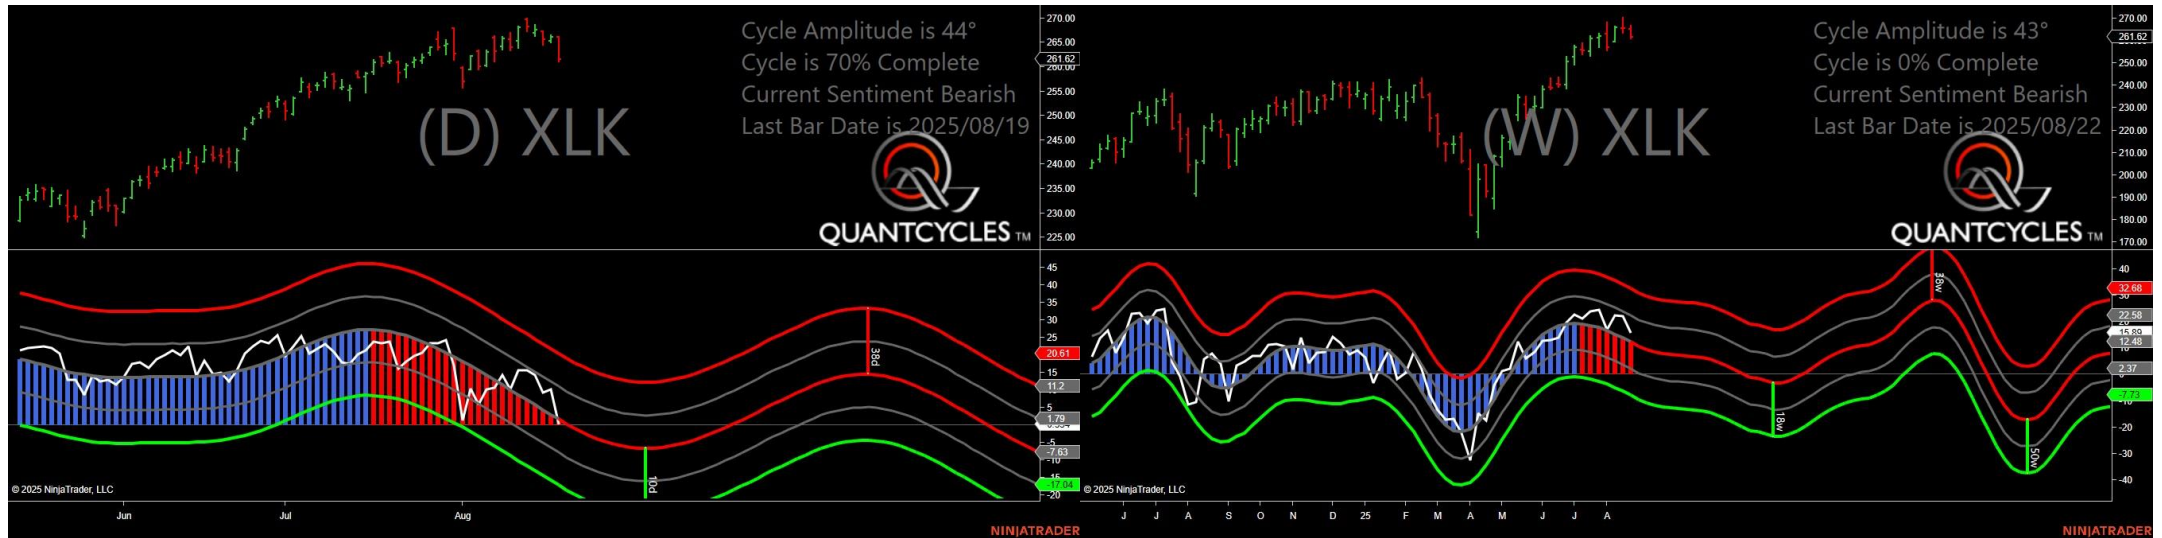 Cycle Amplitude is 44°
Cycle is 70% Complete
Current Sentiment Bearish
Last Bar Date is 2025/08/19
(D) XLK
QUANTCYCLES TM
270.00
265.00
261.62
260.00
255.00
250.00
245.00
240.00
235.00
230.00
225.00
45
40
35
30
25
20.61
15
11.2
5
1.79
-5
-7.63
-10
-17.04
-20
38d
10d
© 2025 NinjaTrader, LLC
Jun
Jul
Aug
NINJATRADER
Cycle Amplitude is 43°
Cycle is 0% Complete
Current Sentiment Bearish
Last Bar Date is 2025/08/22
(W) XLK
QUANTCYCLES TM
270.00
261.62
250.00
240.00
230.00
220.00
210.00
200.00
190.00
180.00
170.00
40
32.68
30
22.58
15.89
12.48
2.37
-7.73
-10
-20
-30
-40
38w
18w
50w
© 2025 NinjaTrader, LLC
J J A S O N D 25 F M A M J J A
NINJATRADER